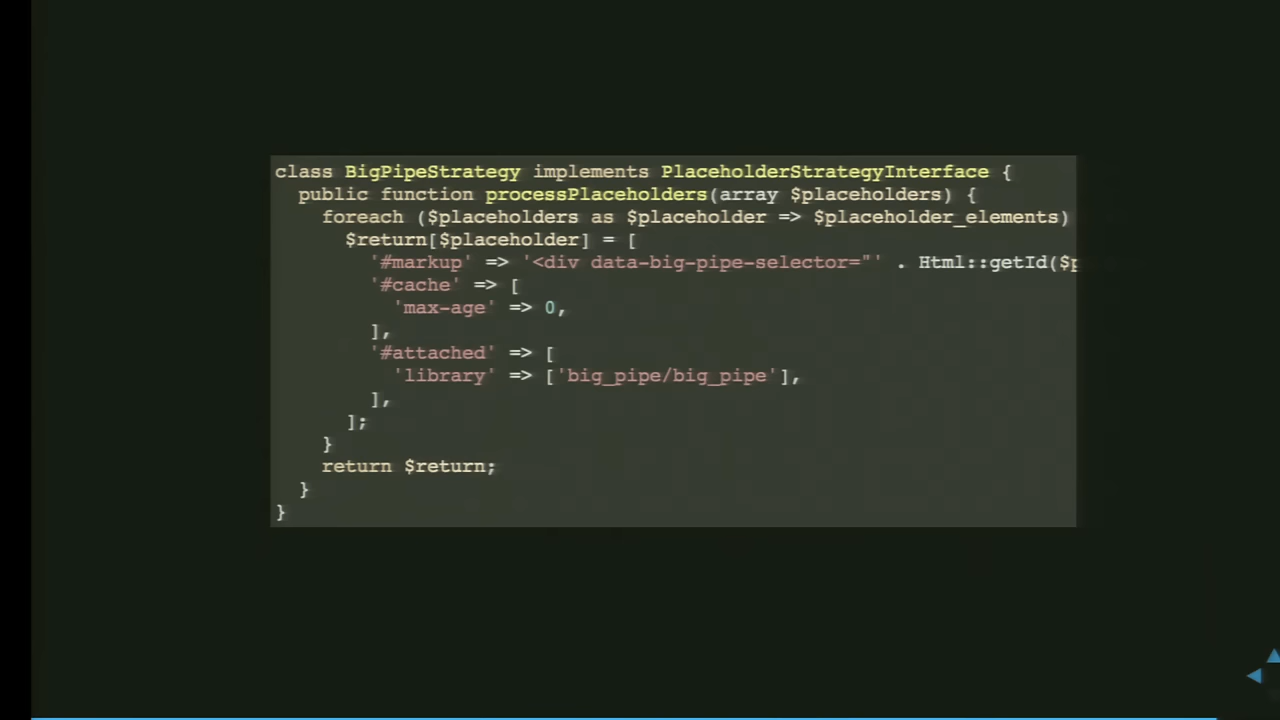 class BigPipeStrategy implements PlaceholderStrategyInterface {
public function processPlaceholders(array $placeholders) {
foreach ($placeholders as $placeholder => $placeholder_elements)
$return[$placeholder] = [
'#markup' => '<div data-big-pipe-selector="' . Html::getId($p
'#cache' => [
'max-age' => 0,
],
'#attached' => [
'library' => ['big_pipe/big_pipe'],
],
];
}
return $return;
}
}